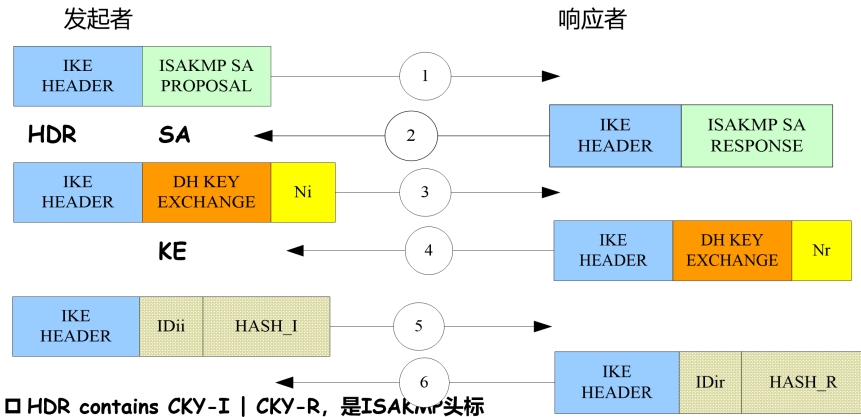 发起者
响应者
IKE
HEADER
ISAKMP SA
PROPOSAL
1
HDR
SA
2
IKE
HEADER
ISAKMP SA
RESPONSE
IKE
HEADER
DH KEY
EXCHANGE
Ni
3
KE
4
IKE
HEADER
DH KEY
EXCHANGE
Nr
IKE
HEADER
IDii
HASH_I
5
6
IKE
HEADER
IDir
HASH_R
HDR contains CKY-I | CKY-R，是ISAKMP头标